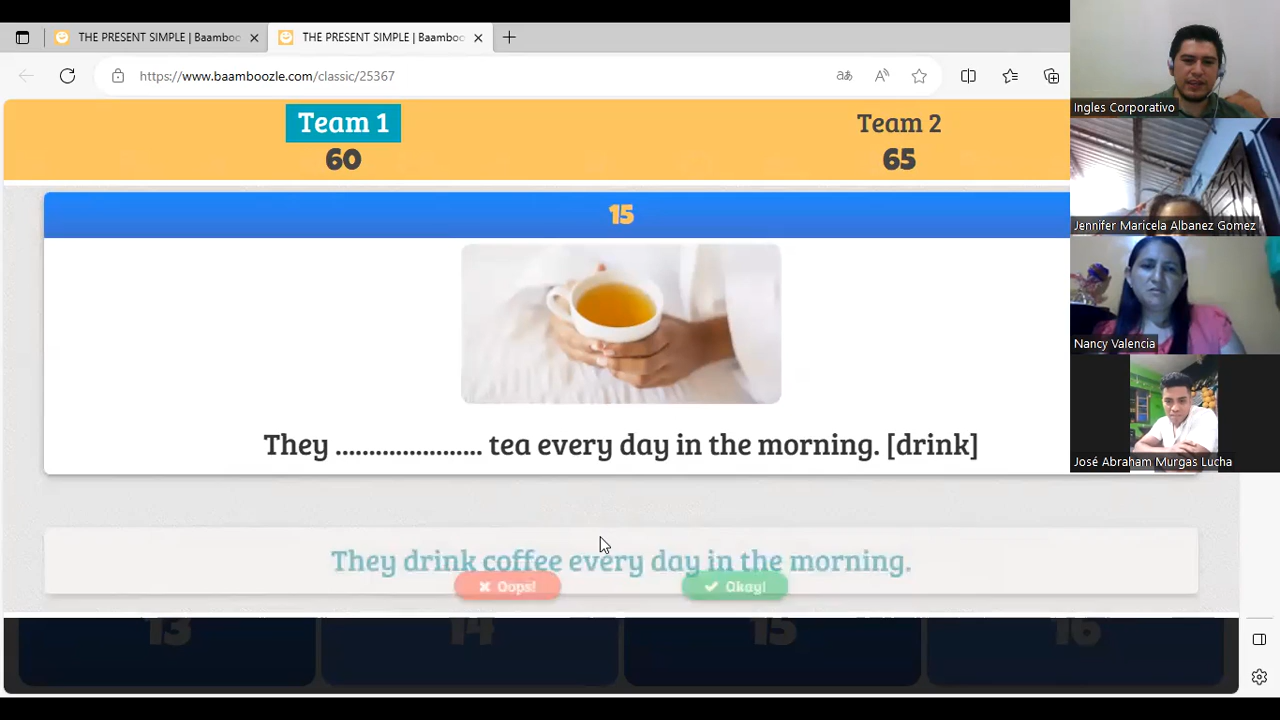 THE PRESENT SIMPLE | Baamboo
THE PRESENT SIMPLE | Baamboo
https://www.baamboozle.com/classic/25367
Team 1
60
Team 2
65
15
They ...................... tea every day in the morning. [drink]
They drink coffee every day in the morning.
Oops!
Okay!
13
14
15
16
Ingles Corporativo
Jennifer Maricela Albanez Gomez
Nancy Valencia
José Abraham Murgas Lucha